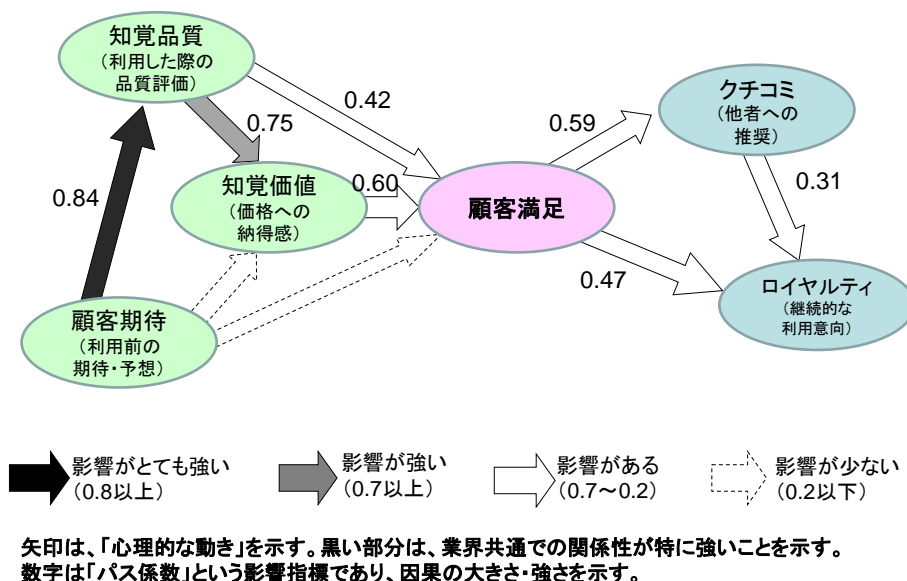 知覚品質
(利用した際の
品質評価)
0.42
0.75
0.84
知覚価値
(価格への
納得感)
0.60
顧客期待
(利用前の
期待・予想)
顧客満足
0.59
クチコミ
(他者への
推奨)
0.31
0.47
ロイヤルティ
(継続的な
利用意向)
影響がとても強い
(0.8以上)
影響が強い
(0.7以上)
影響がある
(0.7~0.2)
影響が少ない
(0.2以下)
矢印は、「心理的な動き」を示す。黒い部分は、業界共通での関係性が特に強いことを示す。
数字は「パス係数」という影響指標であり、因果の大きさ・強さを示す。